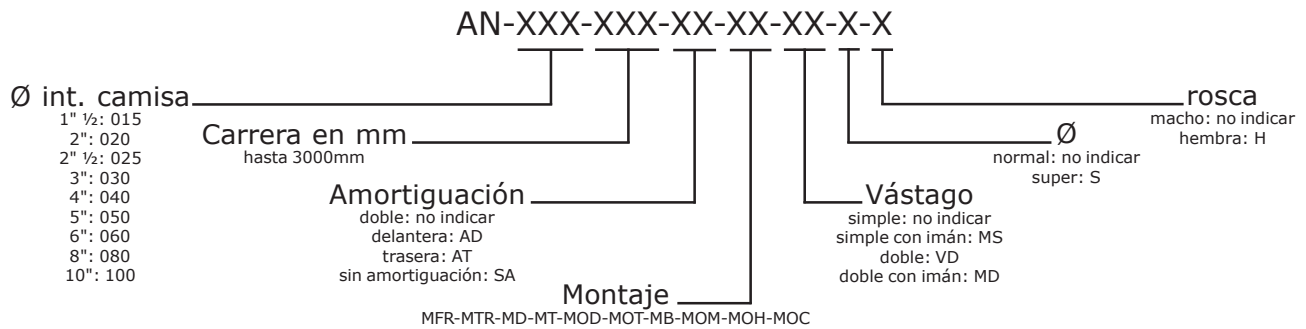 AN-XXX-XXX-XX-XX-XX-X-X
Ø int. camisa
1" ½: 015
2": 020
2" ½: 025
3": 030
4": 040
5": 050
6": 060
8": 080
10": 100
Carrera en mm
hasta 3000mm
Amortiguación
doble: no indicar
delantera: AD
trasera: AT
sin amortiguación: SA
Montaje
MFR-MTR-MD-MT-MOD-MOT-MB-MOM-MOH-MOC
Vástago
simple: no indicar
simple con imán: MS
doble: VD
doble con imán: MD
Ø
normal: no indicar
super: S
rosca
macho: no indicar
hembra: H